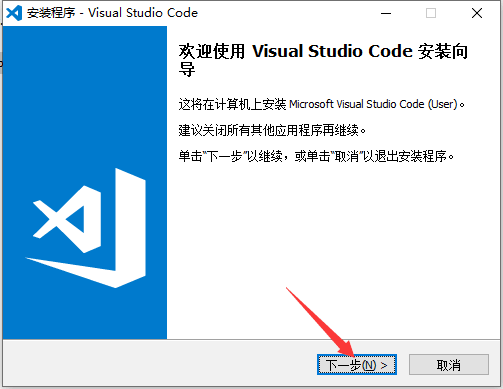 安装程序 - Visual Studio Code
欢迎使用 Visual Studio Code 安装向
导
这将在计算机上安装 Microsoft Visual Studio Code (User)。
建议关闭所有其他应用程序再继续。
单击“下一步”以继续，或单击“取消”以退出安装程序。
下一步(N) >
取消